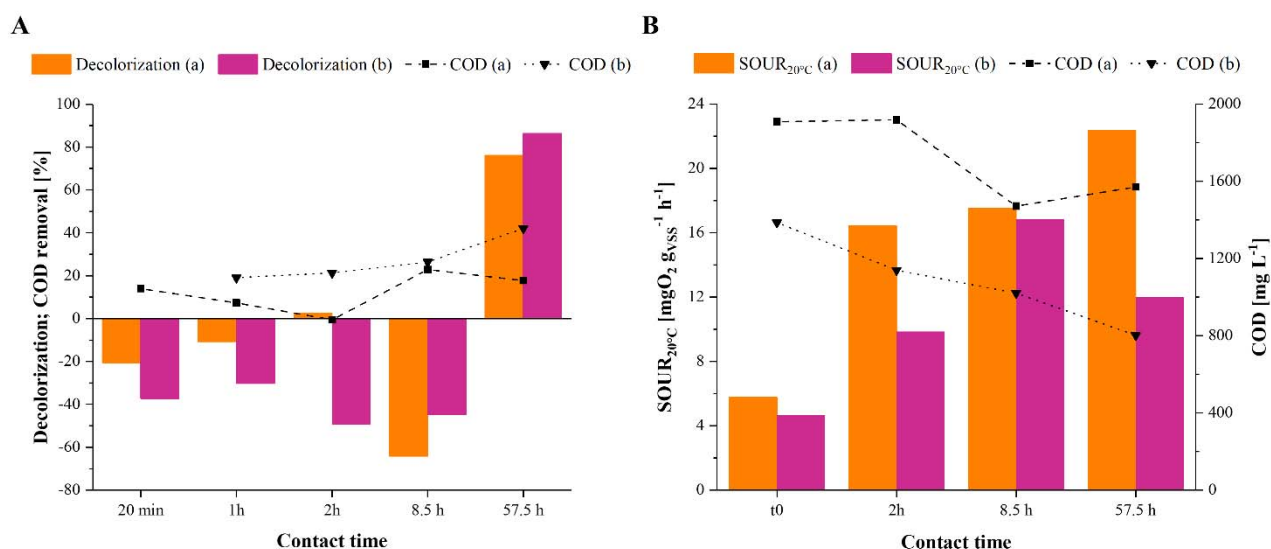 A
Decolorization (a) Decolorization (b) COD (a) COD (b)
Decolorization; COD removal [%]
100
80
60
40
20
0
-20
-40
-60
-80
20 min 1h 2h 8.5 h 57.5 h
Contact time
B
SOUR20°C (a) SOUR20°C (b) COD (a) COD (b)
SOUR20°C [mgO2 gVSS-1 h-1]
24
20
16
12
8
4
0
t0 2h 8.5 h 57.5 h
Contact time
2000
1600
1200
800
400
0
COD [mg L-1]